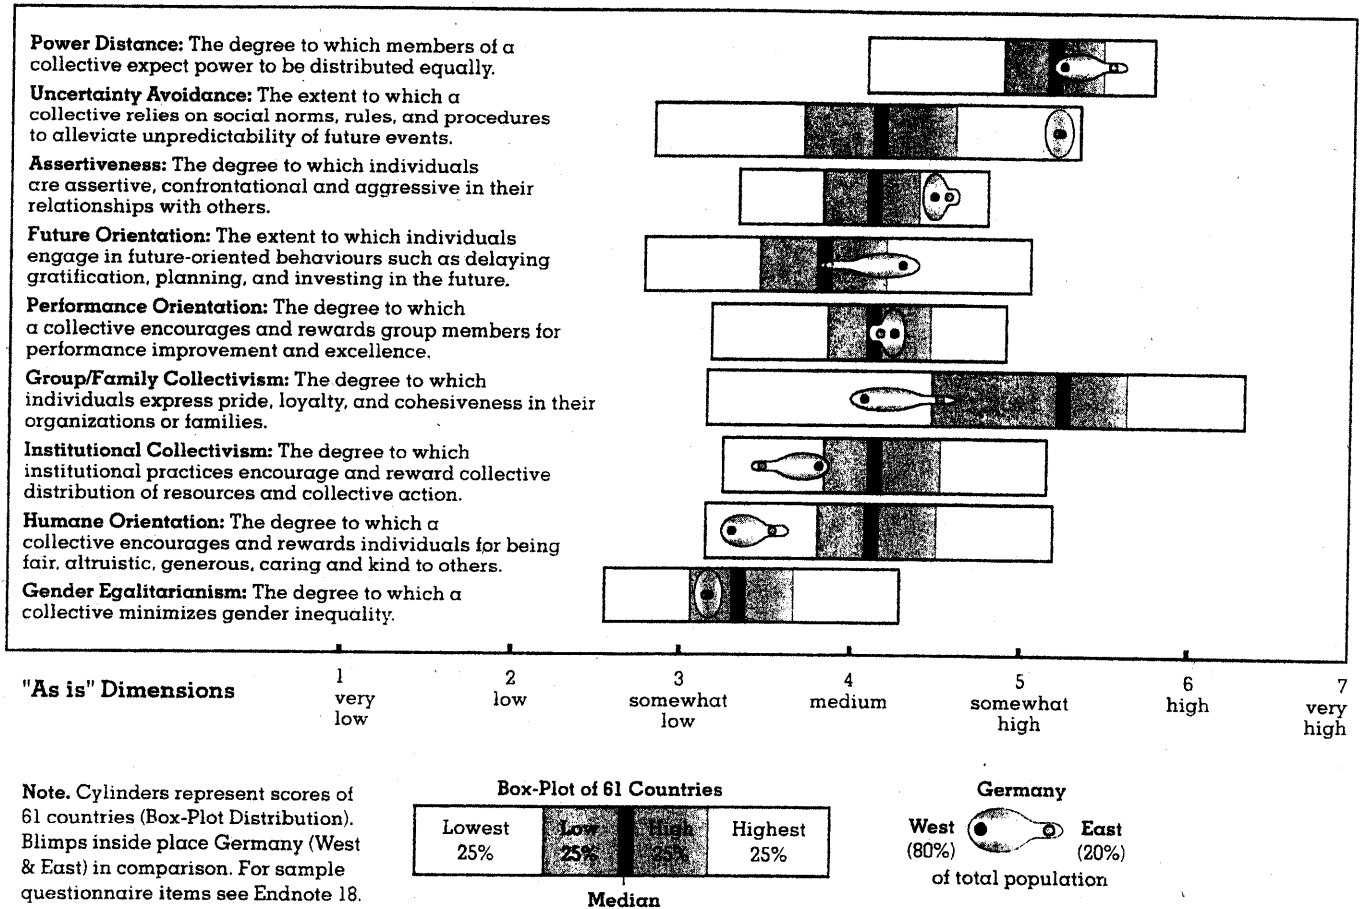 Power Distance: The degree to which members of a
collective expect power to be distributed equally.
Uncertainty Avoidance: The extent to which a
collective relies on social norms, rules, and procedures
to alleviate unpredictability of future events.
Assertiveness: The degree to which individuals
are assertive, confrontational and aggressive in their
relationships with others.
Future Orientation: The extent to which individuals
engage in future-oriented behaviours such as delaying
gratification, planning, and investing in the future.
Performance Orientation: The degree to which
a collective encourages and rewards group members for
performance improvement and excellence.
Group/Family Collectivism: The degree to which
individuals express pride, loyalty, and cohesiveness in their
organizations or families.
Institutional Collectivism: The degree to which
institutional practices encourage and reward collective
distribution of resources and collective action.
Humane Orientation: The degree to which a
collective encourages and rewards individuals for being
fair, altruistic, generous, caring and kind to others.
Gender Egalitarianism: The degree to which a
collective minimizes gender inequality.
"As is" Dimensions
1 2 3 4 5 6 7
very low somewhat medium somewhat high very
low low high high
Note. Cylinders represent scores of
61 countries (Box-Plot Distribution).
Blimps inside place Germany (West
& East) in comparison. For sample
questionnaire items see Endnote 18.
Box-Plot of 61 Countries
Lowest Low High Highest
25% 25% 25% 25%
Median
Germany
West East
(80%) (20%)
of total population